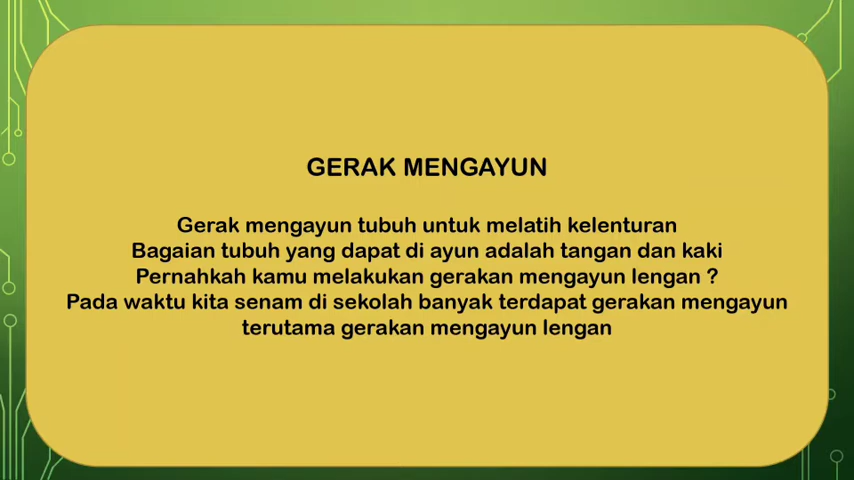 GERAK MENGAYUN
Gerak mengayun tubuh untuk melatih kelenturan
Bagaian tubuh yang dapat di ayun adalah tangan dan kaki
Pernahkah kamu melakukan gerakan mengayun lengan ?
Pada waktu kita senam di sekolah banyak terdapat gerakan mengayun
terutama gerakan mengayun lengan